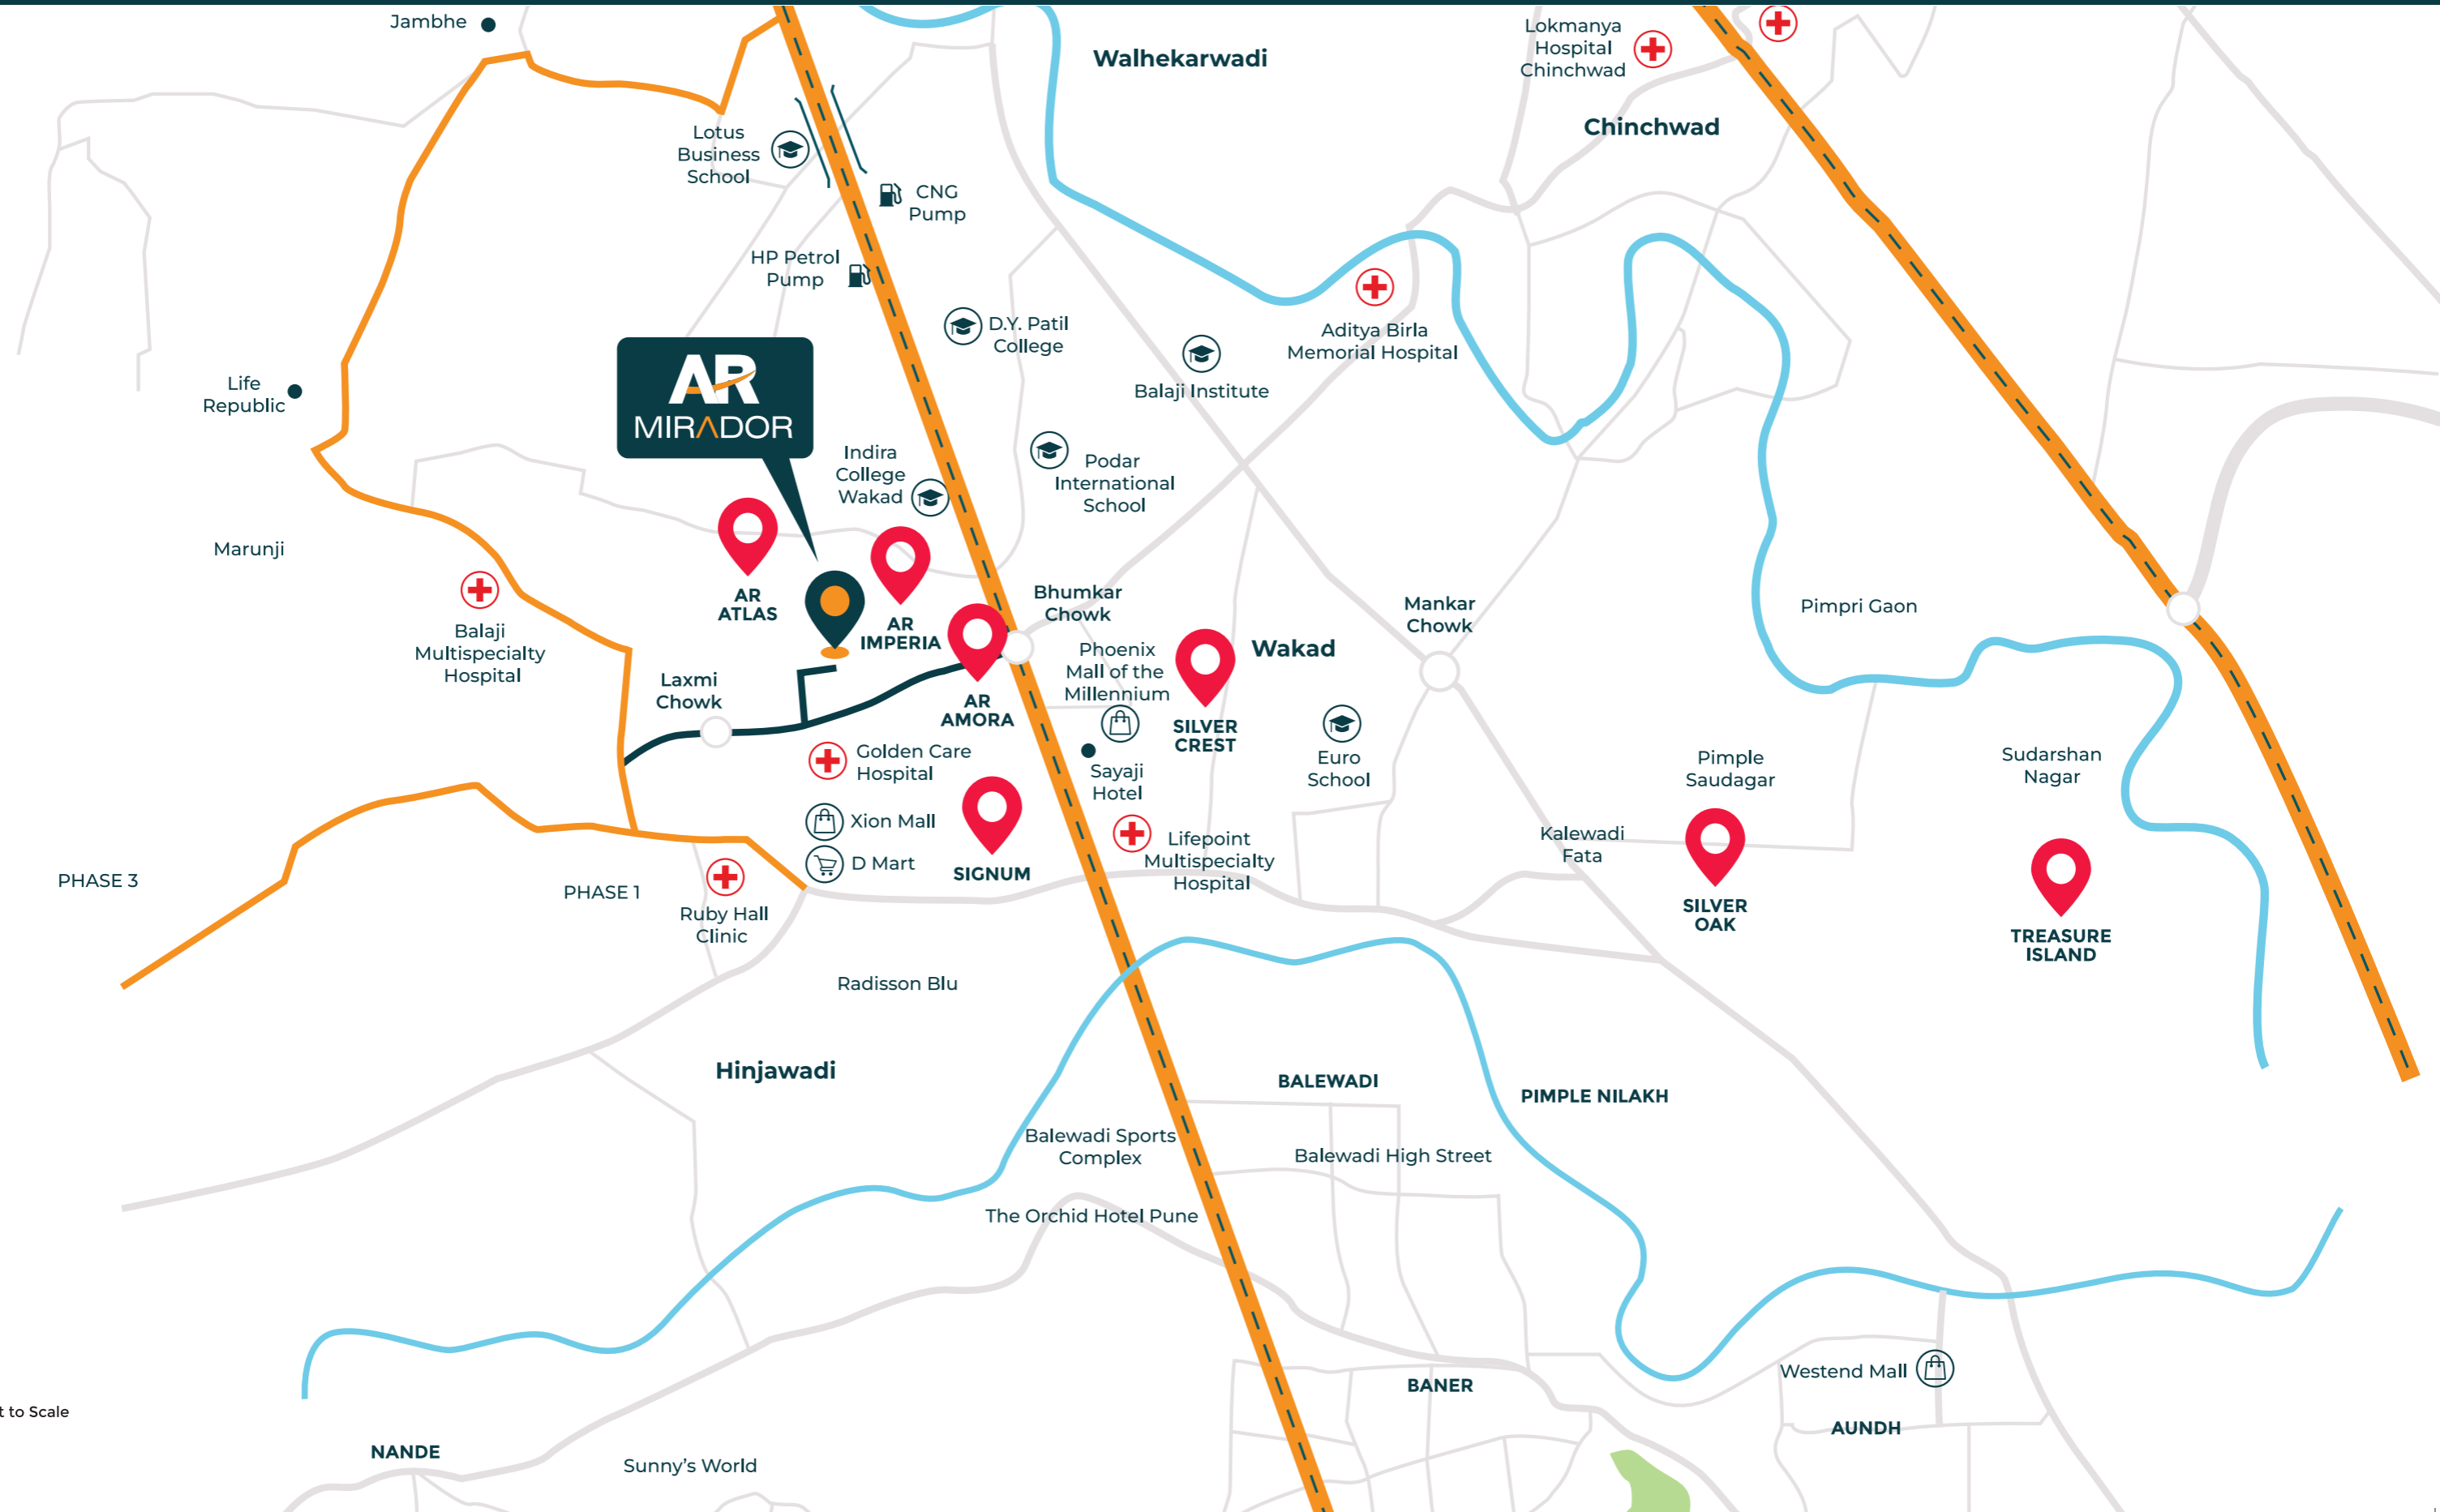 Jambhe
Walhekarwadi
Lokmanya
Hospital
Chinchwad
Chinchwad
Lotus
Business
School
CNG
Pump
HP Petrol
Pump
D.Y. Patil
College
Aditya Birla
Memorial Hospital
Balaji Institute
Life
Republic
AR
MIRADOR
Indira
College
Wakad
Podar
International
School
Marunji
AR
ATLAS
AR
IMPERIA
Bhumkar
Chowk
Mankar
Chowk
Pimpri Gaon
Balaji
Multispecialty
Hospital
Laxmi
Chowk
AR
AMORA
Phoenix
Mall of the
Millennium
Wakad
SILVER
CREST
Golden Care
Hospital
Sayaji
Hotel
Euro
School
Pimple
Saudagar
Sudarshan
Nagar
Xion Mall
D Mart
SIGNUM
Lifepoint
Multispecialty
Hospital
Kalewadi
Fata
PHASE 3
PHASE 1
Ruby Hall
Clinic
SILVER
OAK
TREASURE
ISLAND
Radisson Blu
Hinjawadi
BALEWADI
PIMPLE NILAKH
Balewadi Sports
Complex
Balewadi High Street
The Orchid Hotel Pune
Westend Mall
BANER
AUNDH
to Scale
NANDE
Sunny's World